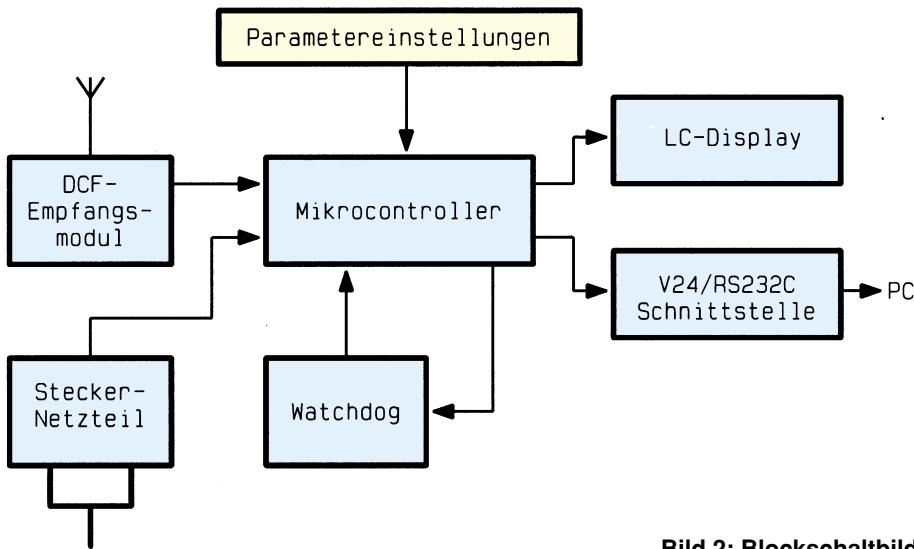 Parametereinstellungen
LC-Display
DCF-
Empfangs-
modul
Mikrocontroller
V24/RS232C
Schnittstelle
PC
Stecker-
Netzteil
Watchdog
Bild 2: Blockschaltbild